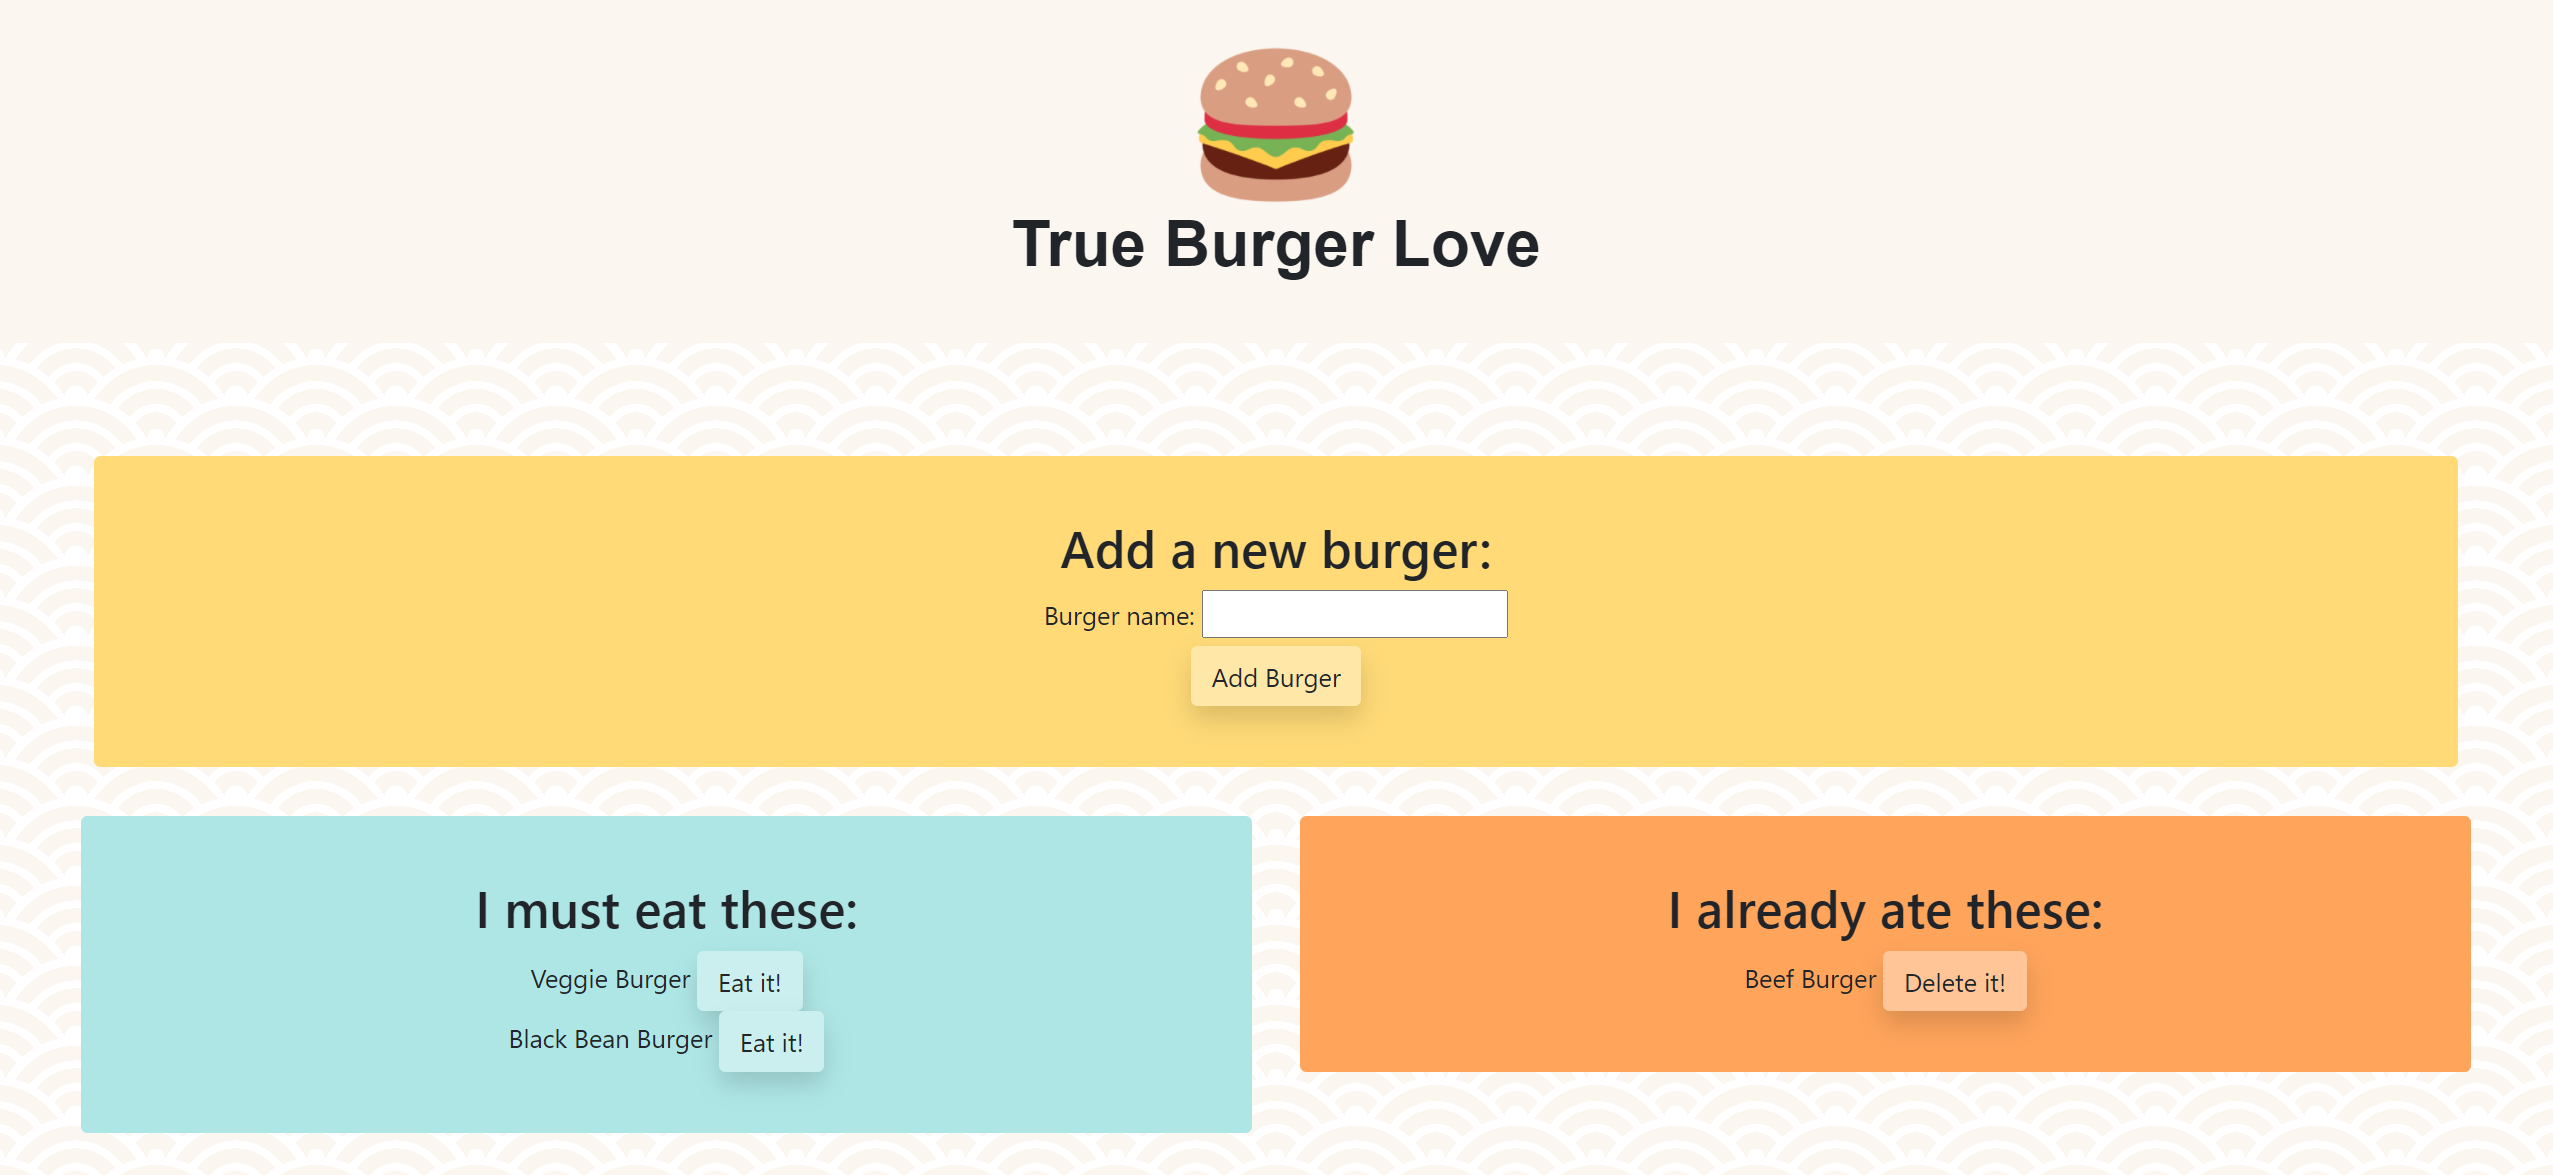 True Burger Love
Add a new burger:
Burger name:
Add Burger
I must eat these:
Veggie Burger Eat it!
Black Bean Burger Eat it!
I already ate these:
Beef Burger Delete it!